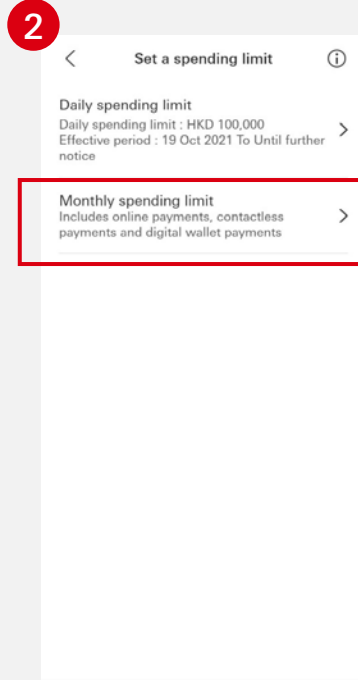 2
Set a spending limit
Daily spending limit
Daily spending limit : HKD 100,000
Effective period : 19 Oct 2021 To Until further
notice
Monthly spending limit
Includes online payments, contactless
payments and digital wallet payments